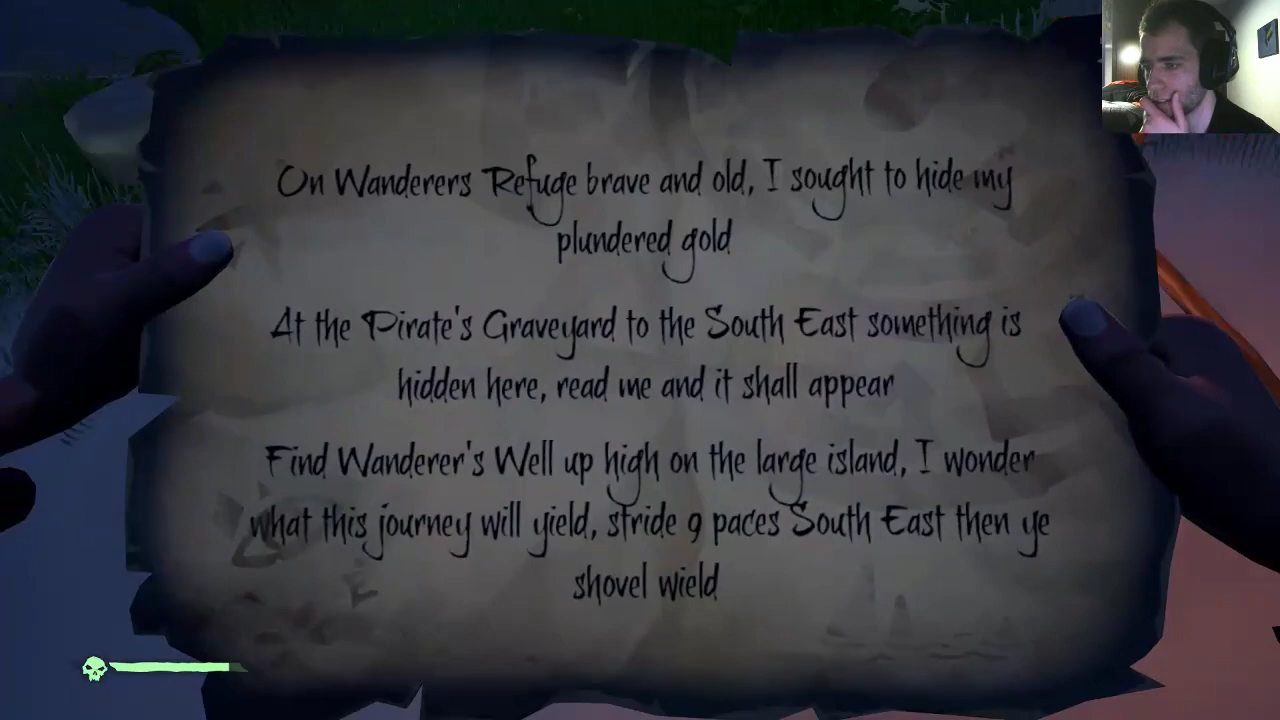 On Wanderers Refuge brave and old, I sought to hide my
plundered gold
At the Pirate's Graveyard to the South East something is
hidden here, read me and it shall appear
Find Wanderer's Well up high on the large island, I wonder
what this journey will yield, stride 9 paces South East then ye
shovel wield
E